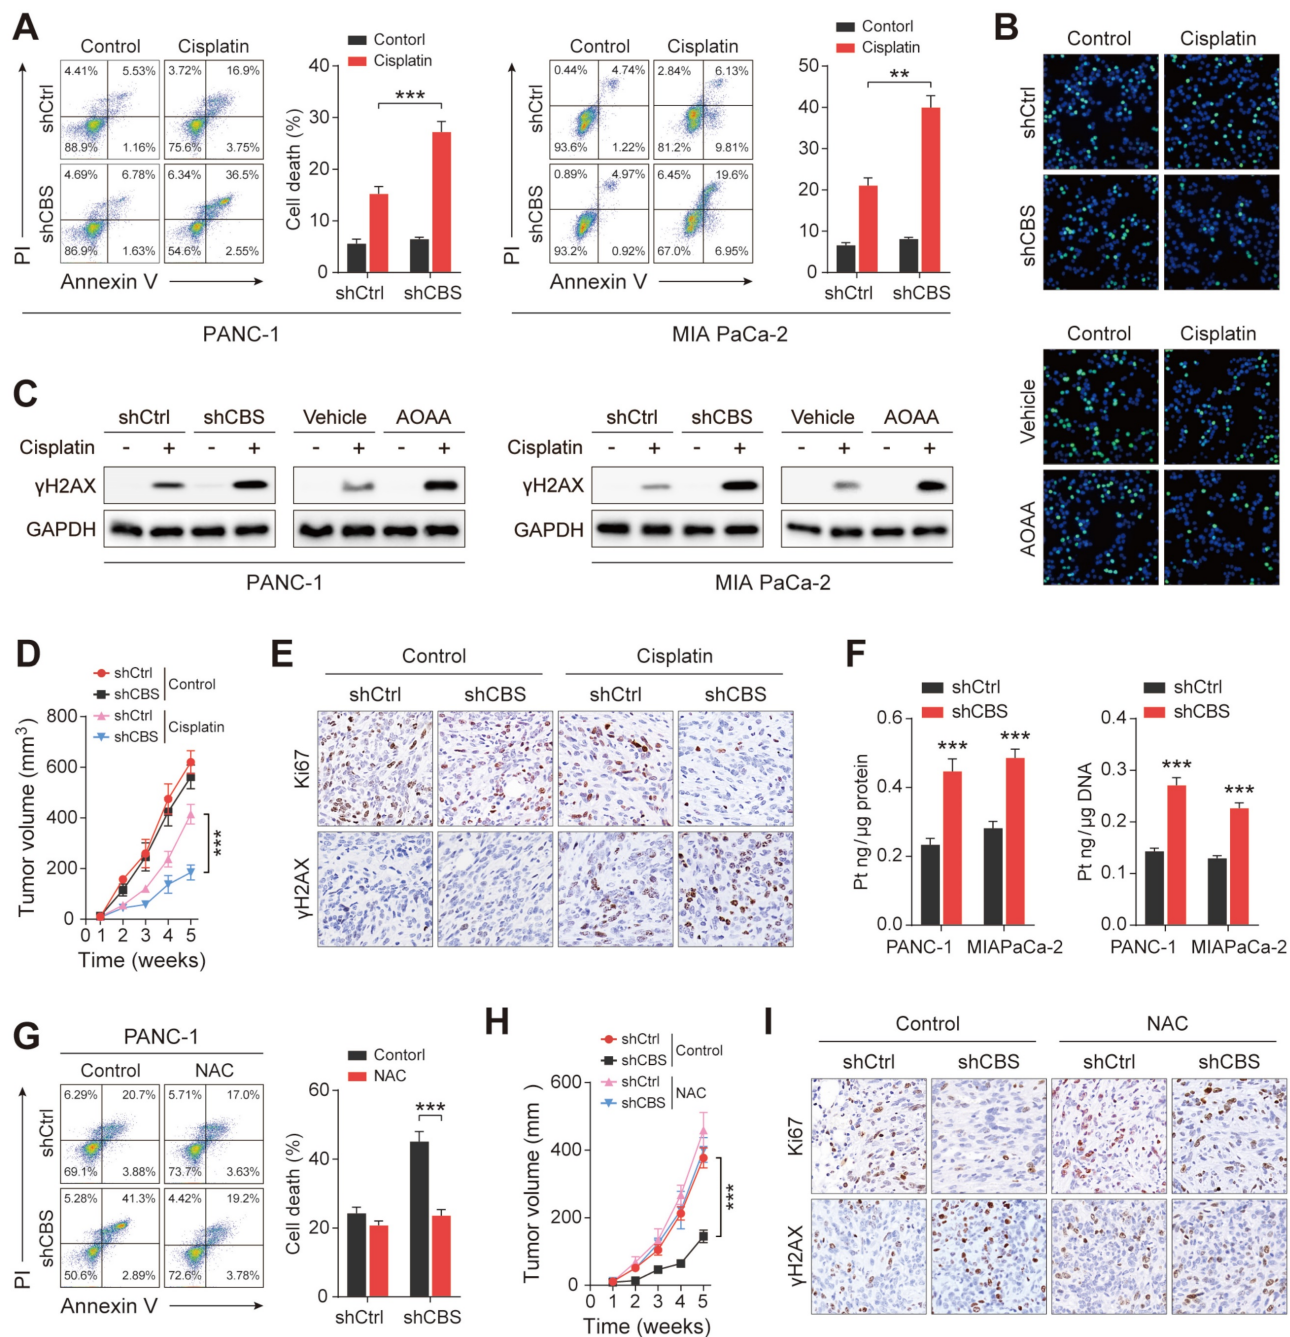 A
Control Cisplatin
4.41% 5.53% 3.72% 16.9%
shCtrl
88.9% 1.16% 75.6% 3.75%
4.69% 6.78% 6.34% 36.5%
shCBS
86.9% 1.63% 54.6% 2.55%
PI
Annexin V
Contorl
Cisplatin
Cell death (%)
40
30
20
10
0
***
shCtrl shCBS
PANC-1
Control Cisplatin
0.44% 4.74% 2.84% 6.13%
shCtrl
93.6% 1.22% 81.2% 9.81%
0.89% 4.97% 6.45% 19.6%
shCBS
93.2% 0.92% 67.0% 6.95%
PI
Annexin V
Contorl
Cisplatin
50
40
30
20
10
0
**
shCtrl shCBS
MIA PaCa-2
B
Control Cisplatin
shCtrl
shCBS
Control Cisplatin
Vehicle
AOAA
C
shCtrl shCBS Vehicle AOAA
Cisplatin - + - + - + - +
γH2AX
GAPDH
PANC-1
shCtrl shCBS Vehicle AOAA
Cisplatin - + - + - + - +
γH2AX
GAPDH
MIA PaCa-2
D
shCtrl
shCBS
Control
shCtrl
shCBS
Cisplatin
Tumor volume (mm³)
800
600
400
200
0
***
0 1 2 3 4 5
Time (weeks)
E
Control Cisplatin
shCtrl shCBS shCtrl shCBS
Ki67
γH2AX
F
shCtrl
shCBS
Pt ng/μg protein
0.6
0.4
0.2
0.0
*** ***
PANC-1 MIAPaCa-2
shCtrl
shCBS
Pt ng/μg DNA
0.4
0.3
0.2
0.1
0.0
*** ***
PANC-1 MIAPaCa-2
G
PANC-1
Control NAC
6.29% 20.7% 5.71% 17.0%
shCtrl
69.1% 3.88% 73.7% 3.63%
5.28% 41.3% 4.42% 19.2%
shCBS
50.6% 2.89% 72.6% 3.78%
PI
Annexin V
Contorl
NAC
Cell death (%)
60
40
20
0
***
shCtrl shCBS
H
shCtrl
shCBS
Control
shCtrl
shCBS
NAC
Tumor volume (mm )
600
400
200
0
***
0 1 2 3 4 5
Time (weeks)
I
Control NAC
shCtrl shCBS shCtrl shCBS
Ki67
γH2AX